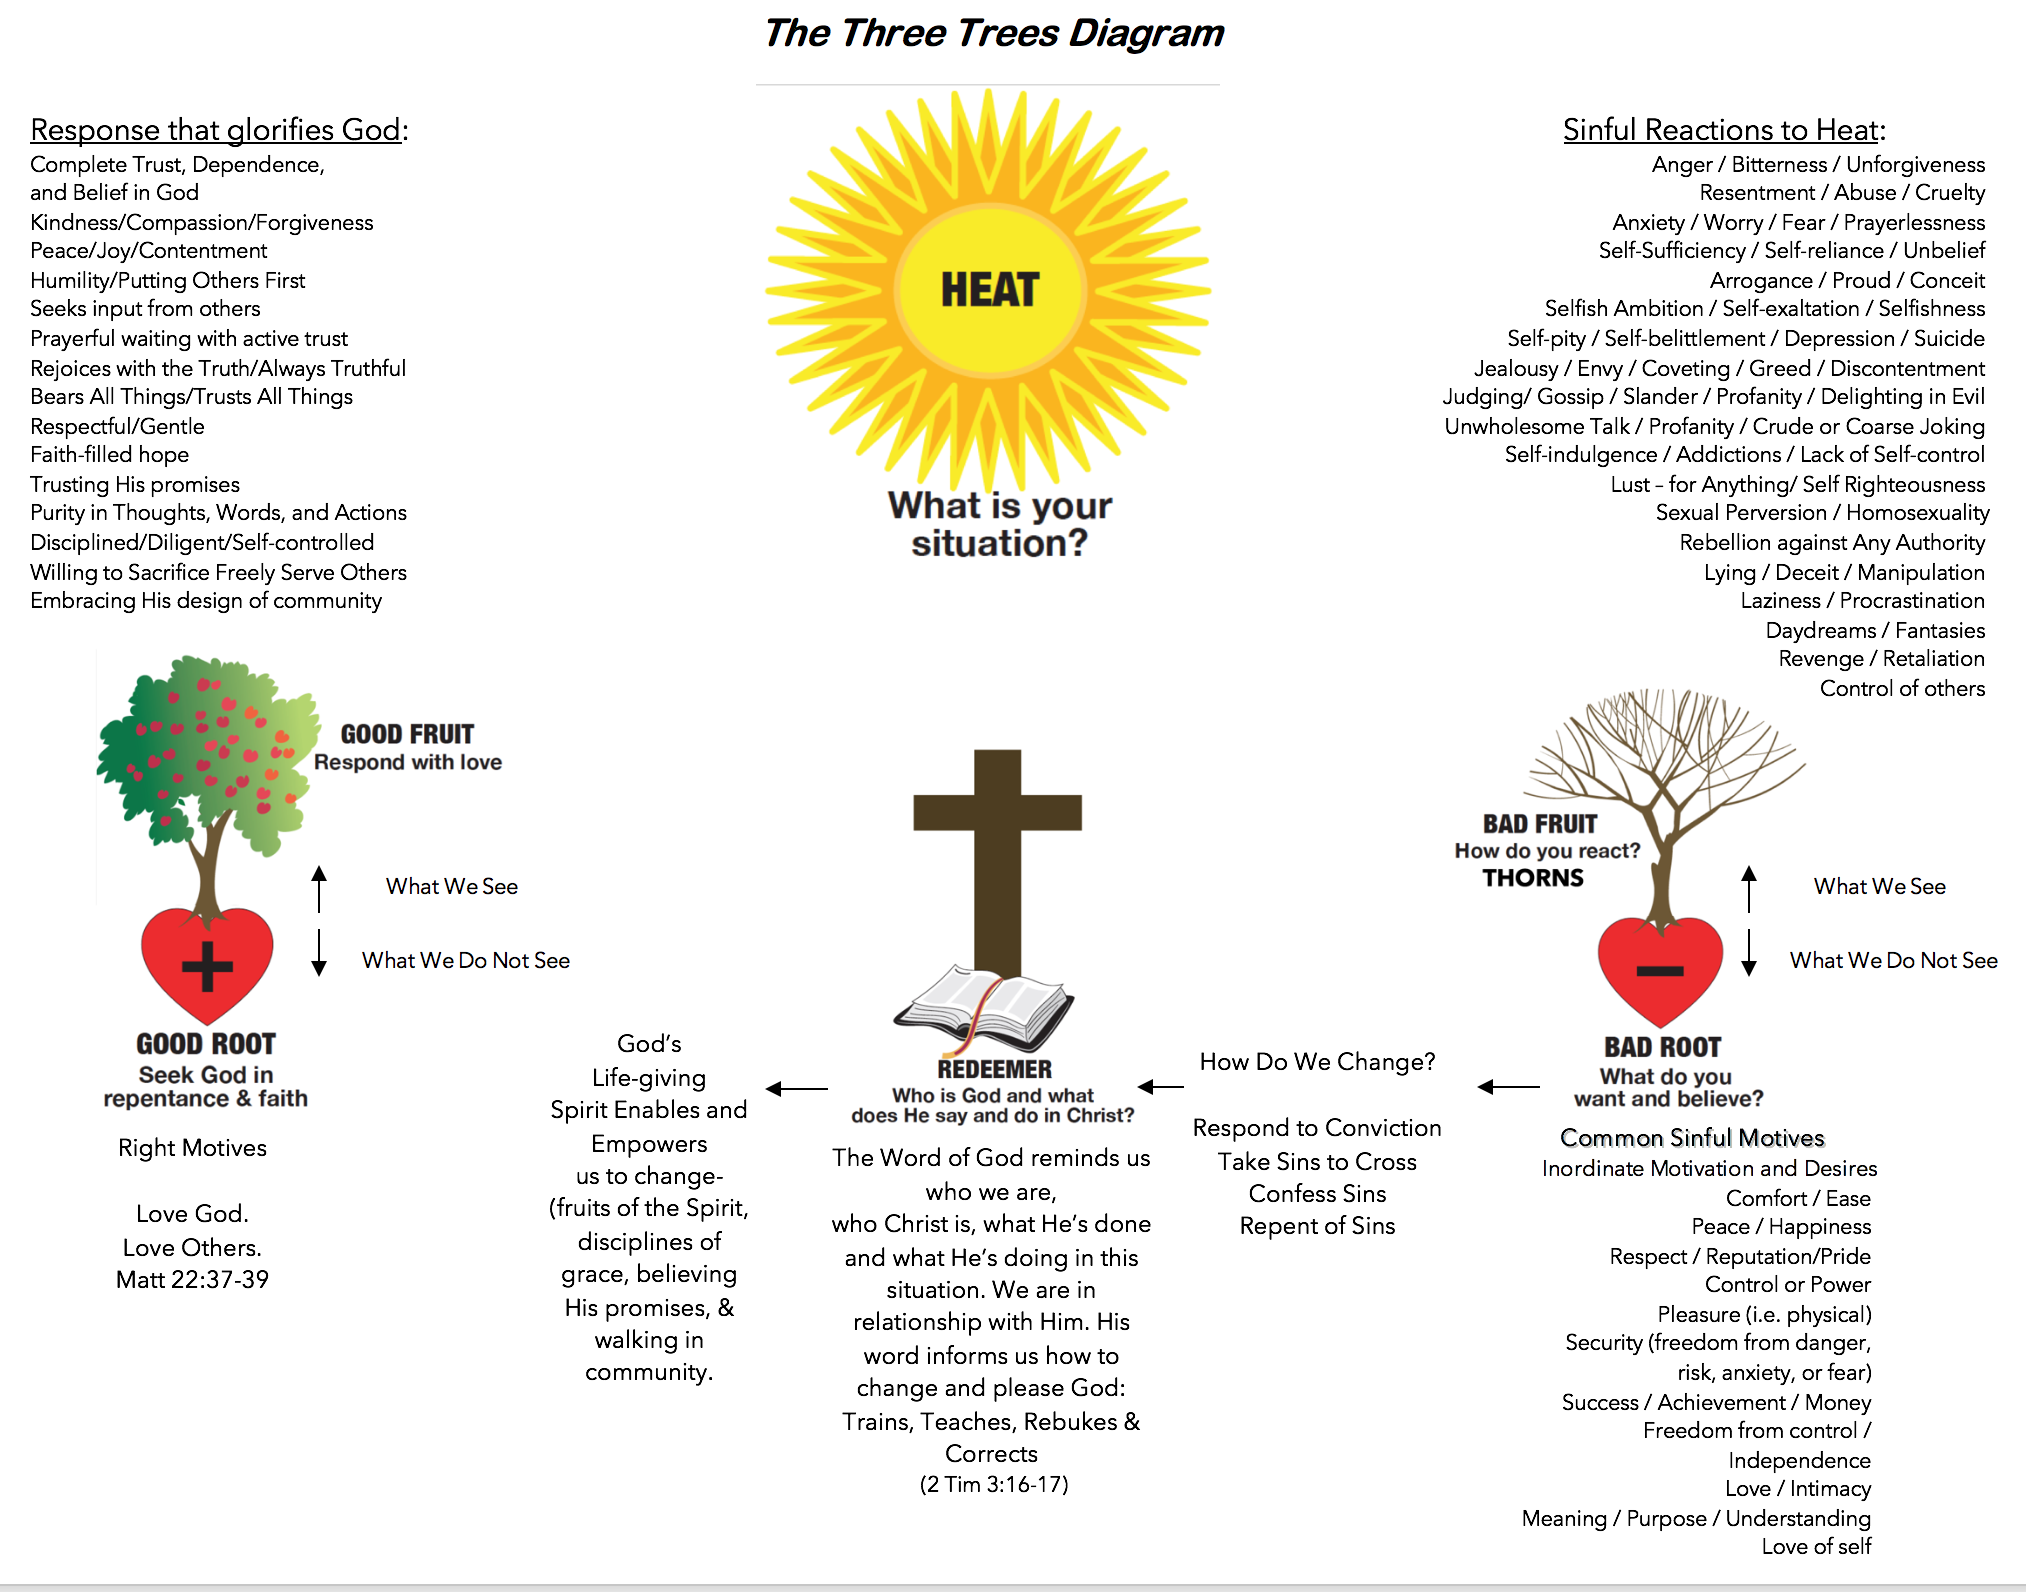 The Three Trees Diagram
Response that glorifies God:
Complete Trust, Dependence,
and Belief in God
Kindness/Compassion/Forgiveness
Peace/Joy/Contentment
Humility/Putting Others First
Seeks input from others
Prayerful waiting with active trust
Rejoices with the Truth/Always Truthful
Bears All Things/Trusts All Things
Respectful/Gentle
Faith-filled hope
Trusting His promises
Purity in Thoughts, Words, and Actions
Disciplined/Diligent/Self-controlled
Willing to Sacrifice Freely Serve Others
Embracing His design of community
HEAT
What is your
situation?
Sinful Reactions to Heat:
Anger / Bitterness / Unforgiveness
Resentment / Abuse / Cruelty
Anxiety / Worry / Fear / Prayerlessness
Self-Sufficiency / Self-reliance / Unbelief
Arrogance / Proud / Conceit
Selfish Ambition / Self-exaltation / Selfishness
Self-pity / Self-belittlement / Depression / Suicide
Jealousy / Envy / Coveting / Greed / Discontentment
Judging/ Gossip / Slander / Profanity / Delighting in Evil
Unwholesome Talk / Profanity / Crude or Coarse Joking
Self-indulgence / Addictions / Lack of Self-control
Lust – for Anything/ Self Righteousness
Sexual Perversion / Homosexuality
Rebellion against Any Authority
Lying / Deceit / Manipulation
Laziness / Procrastination
Daydreams / Fantasies
Revenge / Retaliation
Control of others
GOOD FRUIT
Respond with love
What We See
What We Do Not See
+
GOOD ROOT
Seek God in
repentance & faith
Right Motives
Love God.
Love Others.
Matt 22:37-39
God's
Life-giving
Spirit Enables and
Empowers
us to change-
(fruits of the Spirit,
disciplines of
grace, believing
His promises, &
walking in
community.
REDEEMER
Who is God and what
does He say and do in Christ?
The Word of God reminds us
who we are,
who Christ is, what He's done
and what He's doing in this
situation. We are in
relationship with Him. His
word informs us how to
change and please God:
Trains, Teaches, Rebukes &
Corrects
(2 Tim 3:16-17)
How Do We Change?
Respond to Conviction
Take Sins to Cross
Confess Sins
Repent of Sins
BAD FRUIT
How do you react?
THORNS
What We See
What We Do Not See
–
BAD ROOT
What do you
want and believe?
Common Sinful Motives
Inordinate Motivation and Desires
Comfort / Ease
Peace / Happiness
Respect / Reputation/Pride
Control or Power
Pleasure (i.e. physical)
Security (freedom from danger,
risk, anxiety, or fear)
Success / Achievement / Money
Freedom from control /
Independence
Love / Intimacy
Meaning / Purpose / Understanding
Love of self